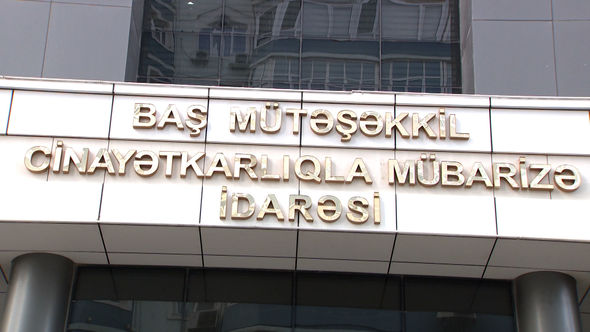 BAŞ MÜTƏŞƏKKİL
CİNAYƏTKARLIQLA MÜBARİZƏ
İDARƏSİ